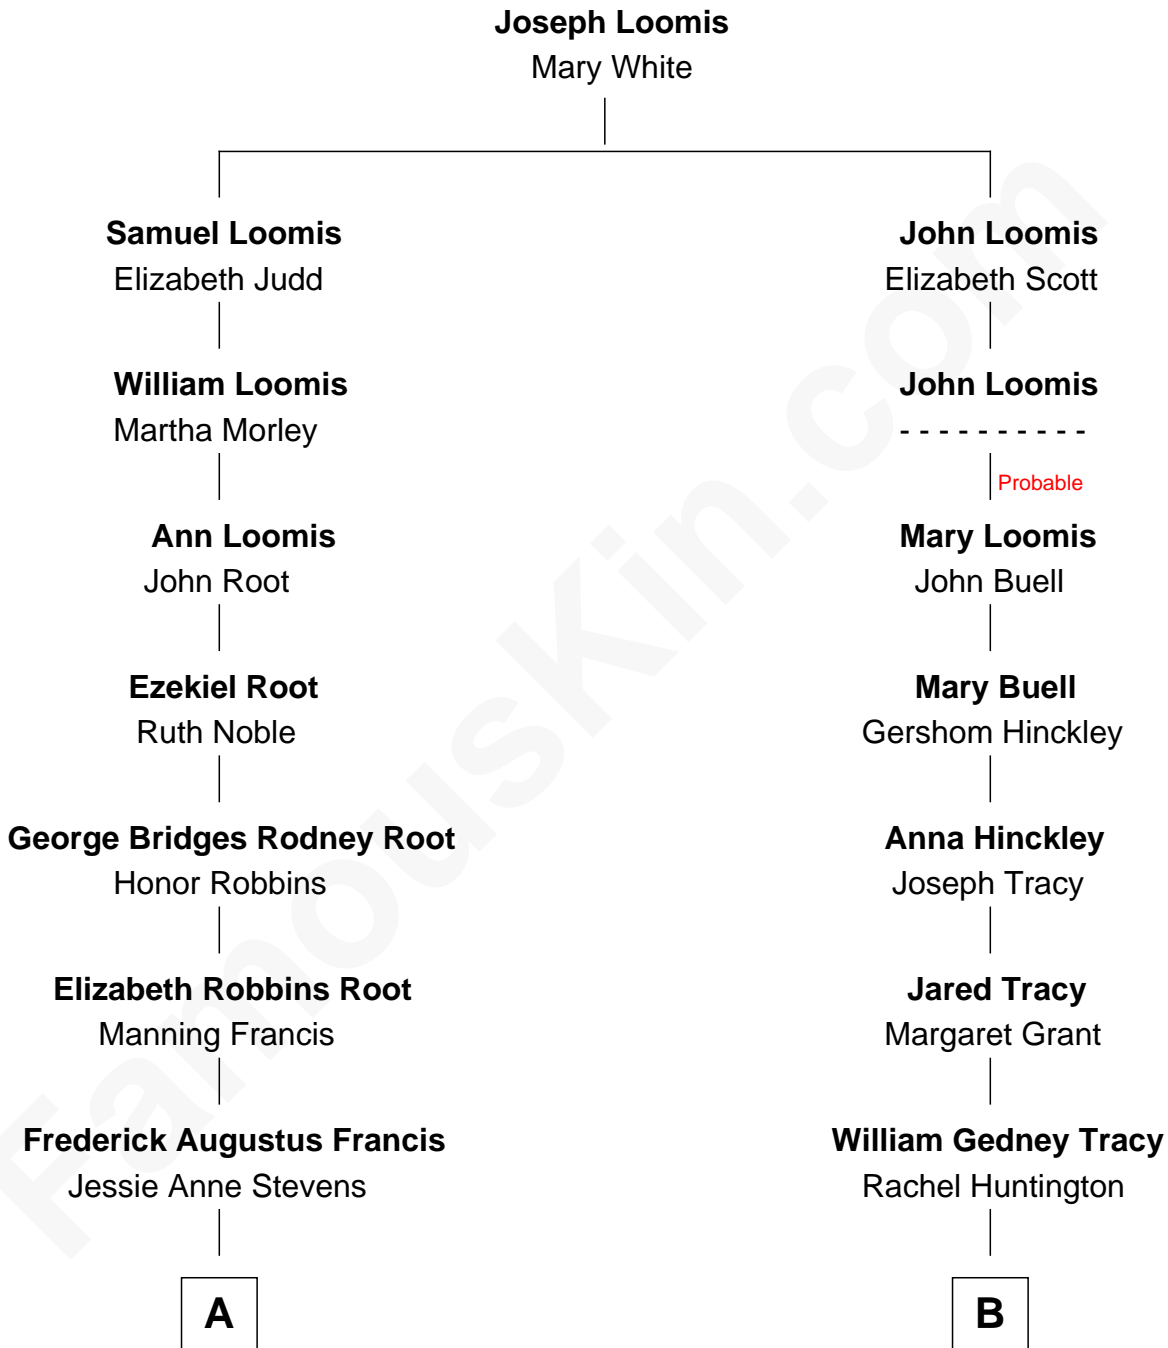 Joseph Loomis
Mary White
Samuel Loomis
Elizabeth Judd
William Loomis
Martha Morley
Ann Loomis
John Root
Ezekiel Root
Ruth Noble
George Bridges Rodney Root
Honor Robbins
Elizabeth Robbins Root
Manning Francis
Frederick Augustus Francis
Jessie Anne Stevens
A
John Loomis
Elizabeth Scott
John Loomis
- - - - - - - - - -
Probable
Mary Loomis
John Buell
Mary Buell
Gershom Hinckley
Anna Hinckley
Joseph Tracy
Jared Tracy
Margaret Grant
William Gedney Tracy
Rachel Huntington
B
FamousKin.com